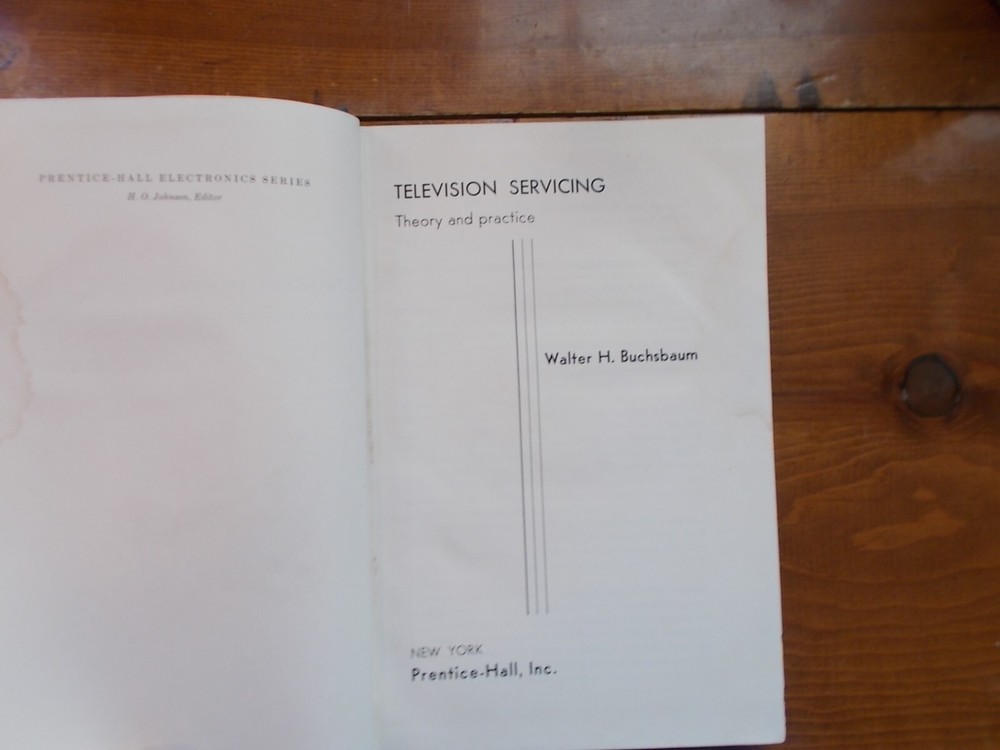 PRENTICE-HALL ELECTRONICS SERIES
H. O. Johnson, Editor
TELEVISION SERVICING
Theory and practice
Walter H. Buchsbaum
NEW YORK
Prentice-Hall, Inc.